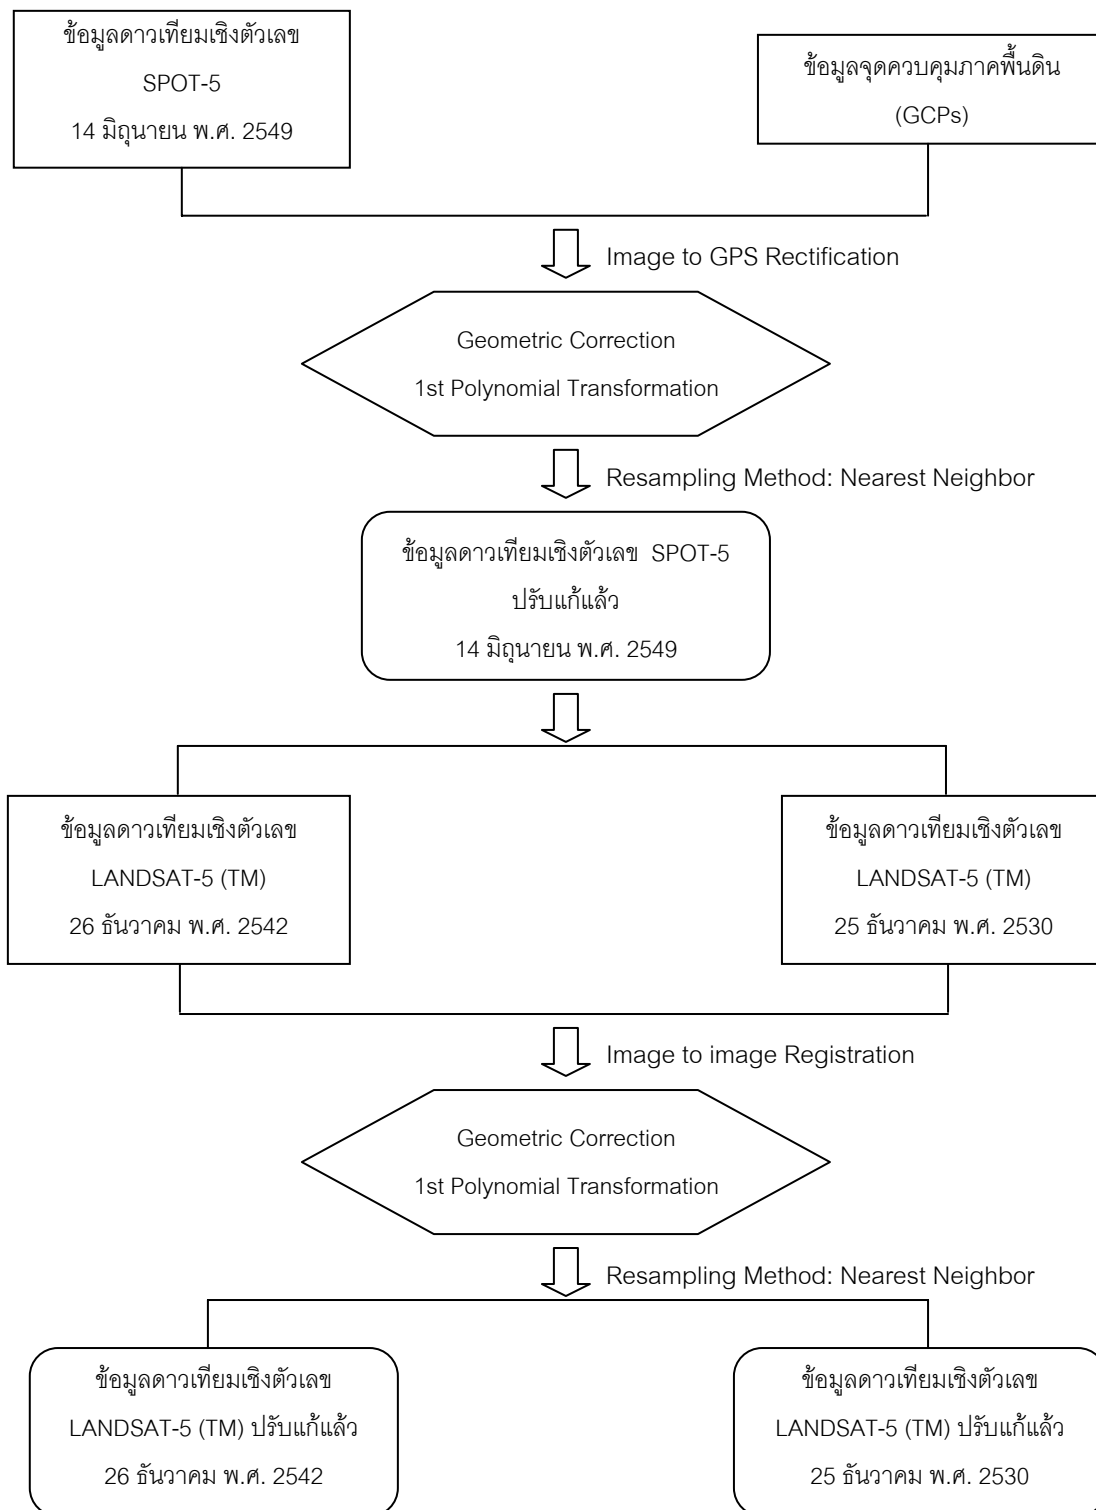 ข้อมูลดาวเทียมเชิงตัวเลข
SPOT-5
14 มิถุนายน พ.ศ. 2549
ข้อมูลจุดควบคุมภาคพื้นดิน
(GCPs)
Image to GPS Rectification
Geometric Correction
1st Polynomial Transformation
Resampling Method: Nearest Neighbor
ข้อมูลดาวเทียมเชิงตัวเลข SPOT-5
ปรับแก้แล้ว
14 มิถุนายน พ.ศ. 2549
ข้อมูลดาวเทียมเชิงตัวเลข
LANDSAT-5 (TM)
26 ธันวาคม พ.ศ. 2542
ข้อมูลดาวเทียมเชิงตัวเลข
LANDSAT-5 (TM)
25 ธันวาคม พ.ศ. 2530
Image to image Registration
Geometric Correction
1st Polynomial Transformation
Resampling Method: Nearest Neighbor
ข้อมูลดาวเทียมเชิงตัวเลข
LANDSAT-5 (TM) ปรับแก้แล้ว
26 ธันวาคม พ.ศ. 2542
ข้อมูลดาวเทียมเชิงตัวเลข
LANDSAT-5 (TM) ปรับแก้แล้ว
25 ธันวาคม พ.ศ. 2530